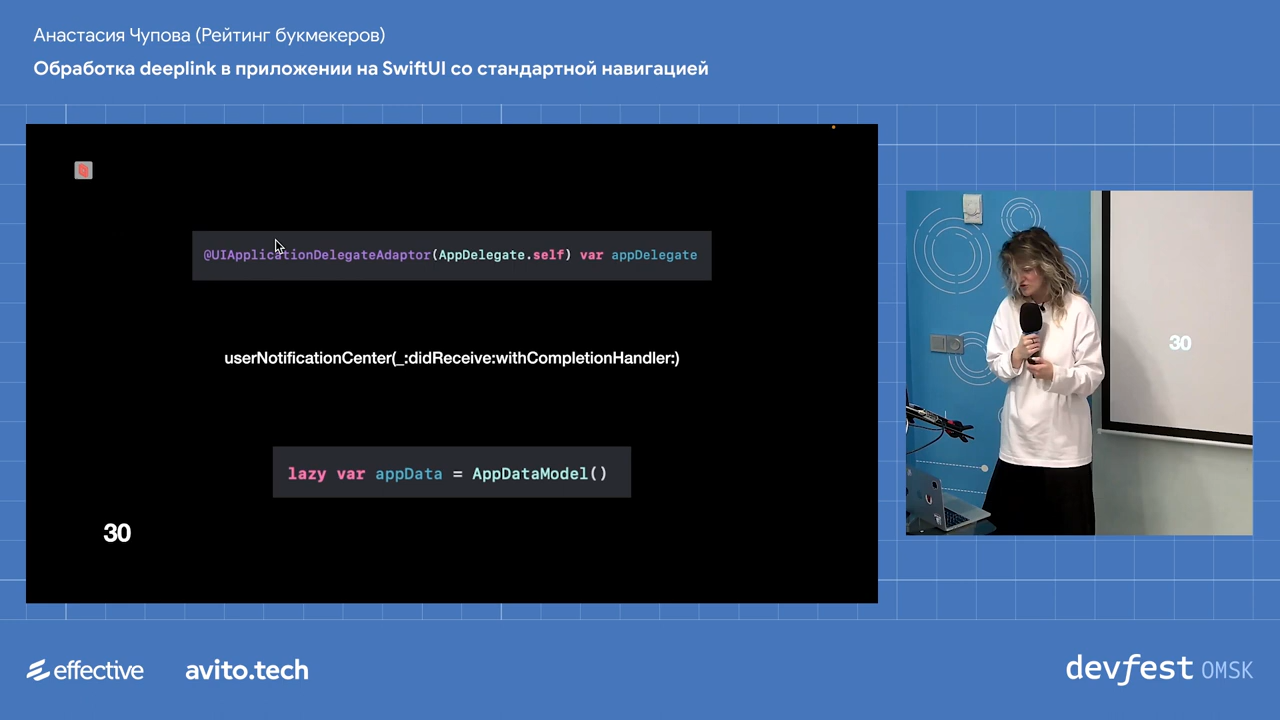 Анастасия Чупова (Рейтинг букмекеров)
Обработка deeplink в приложении на SwiftUI со стандартной навигацией
@UIApplicationDelegateAdaptor(AppDelegate.self) var appDelegate
userNotificationCenter(_:didReceive:withCompletionHandler:)
lazy var appData = AppDataModel()
30
30
effective
avito.tech
devfest OMSK